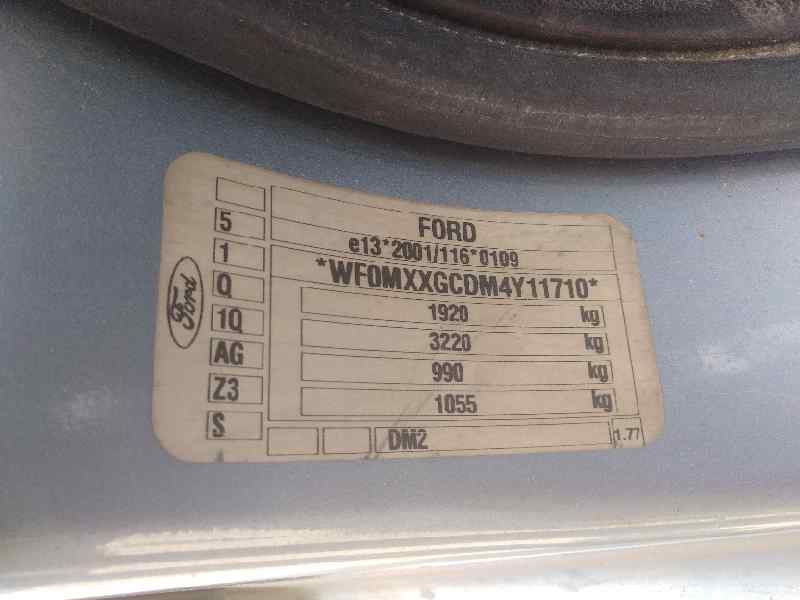 FORD
e13*2001/116*0109
*WF0MXXGCDM4Y11710*
1920 kg
3220 kg
990 kg
1055 kg
DM2
1.77
5
1
Q
1Q
AG
Z3
S
Ford